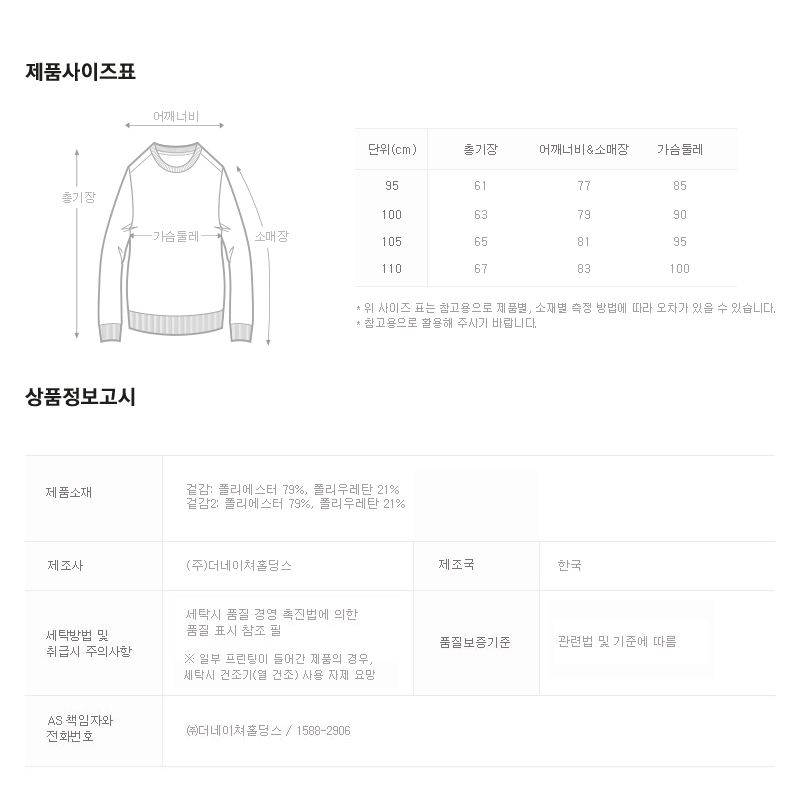 제품사이즈표
어깨너비
총기장
가슴둘레
소매장
단위(cm) 총기장 어깨너비&소매장 가슴둘레
95 61 77 85
100 63 79 90
105 65 81 95
110 67 83 100
* 위 사이즈 표는 참고용으로 제품별, 소재별 측정 방법에 따라 오차가 있을 수 있습니다.
* 참고용으로 활용해 주시기 바랍니다.
상품정보고시
제품소재
겉감: 폴리에스터 79%, 폴리우레탄 21%
겉감2: 폴리에스터 79%, 폴리우레탄 21%
제조사 (주)더네이쳐홀딩스 제조국 한국
세탁방법 및
취급시 주의사항
세탁시 품질 경영 촉진법에 의한
품질 표시 참조 필
※ 일부 프린팅이 들어간 제품의 경우,
세탁시 건조기(열 건조) 사용 자제 요망
품질보증기준 관련법 및 기준에 따름
AS 책임자와
전화번호
㈜더네이쳐홀딩스 / 1588-2906